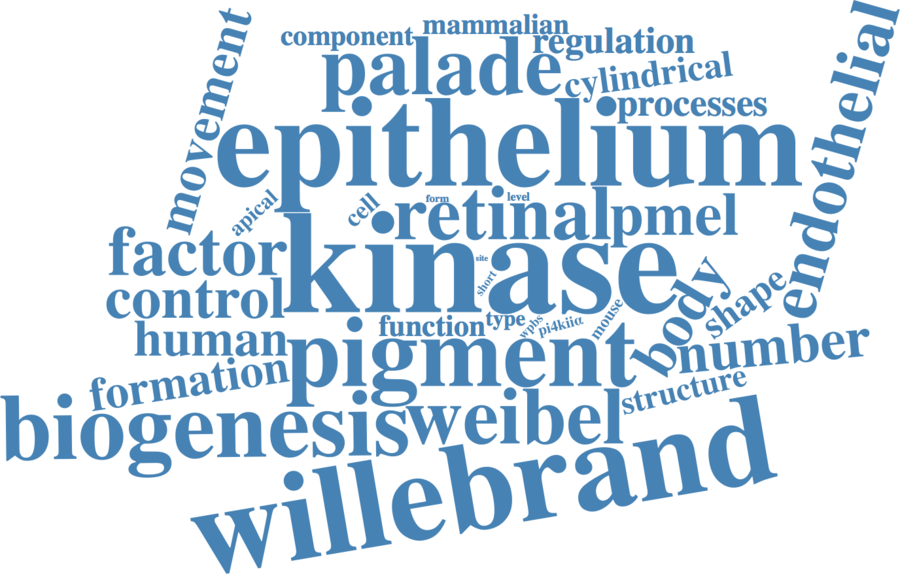 mammalian
component
regulation
palade
cylindrical
movement
endothelial
processes
epithelium
apical
cell
form
level
retinal
pmel
factor
kinase
site
short
body
shape
control
human
function
type
wpbs
pi4kiiα
mouse
pigment
number
formation
structure
biogenesis
weibel
willebrand